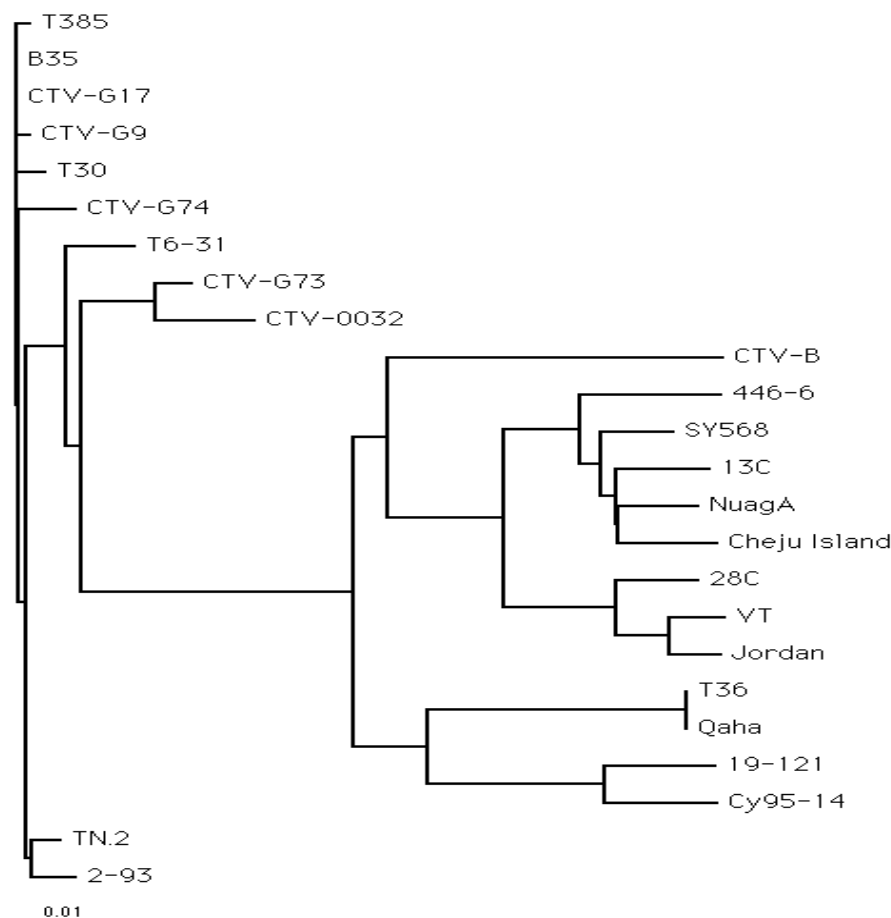 T385
B35
CTV-G17
CTV-G9
T30
CTV-G74
T6-31
CTV-G73
CTV-0032
CTV-B
446-6
SY568
13C
NuagA
Cheju Island
28C
VT
Jordan
T36
Qaha
19-121
Cy95-14
TN.2
2-93
0.01